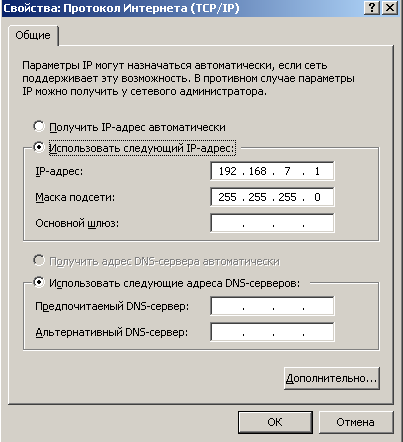 Свойства: Протокол Интернета (TCP/IP)
Общие
Параметры IP могут назначаться автоматически, если сеть
поддерживает эту возможность. В противном случае параметры
IP можно получить у сетевого администратора.
Получить IP-адрес автоматически
Использовать следующий IP-адрес:
IP-адрес: 192 . 168 . 7 . 1
Маска подсети: 255 . 255 . 255 . 0
Основной шлюз: . . .
Получить адрес DNS-сервера автоматически
Использовать следующие адреса DNS-серверов:
Предпочитаемый DNS-сервер: . . .
Альтернативный DNS-сервер: . . .
Дополнительно...
OK Отмена